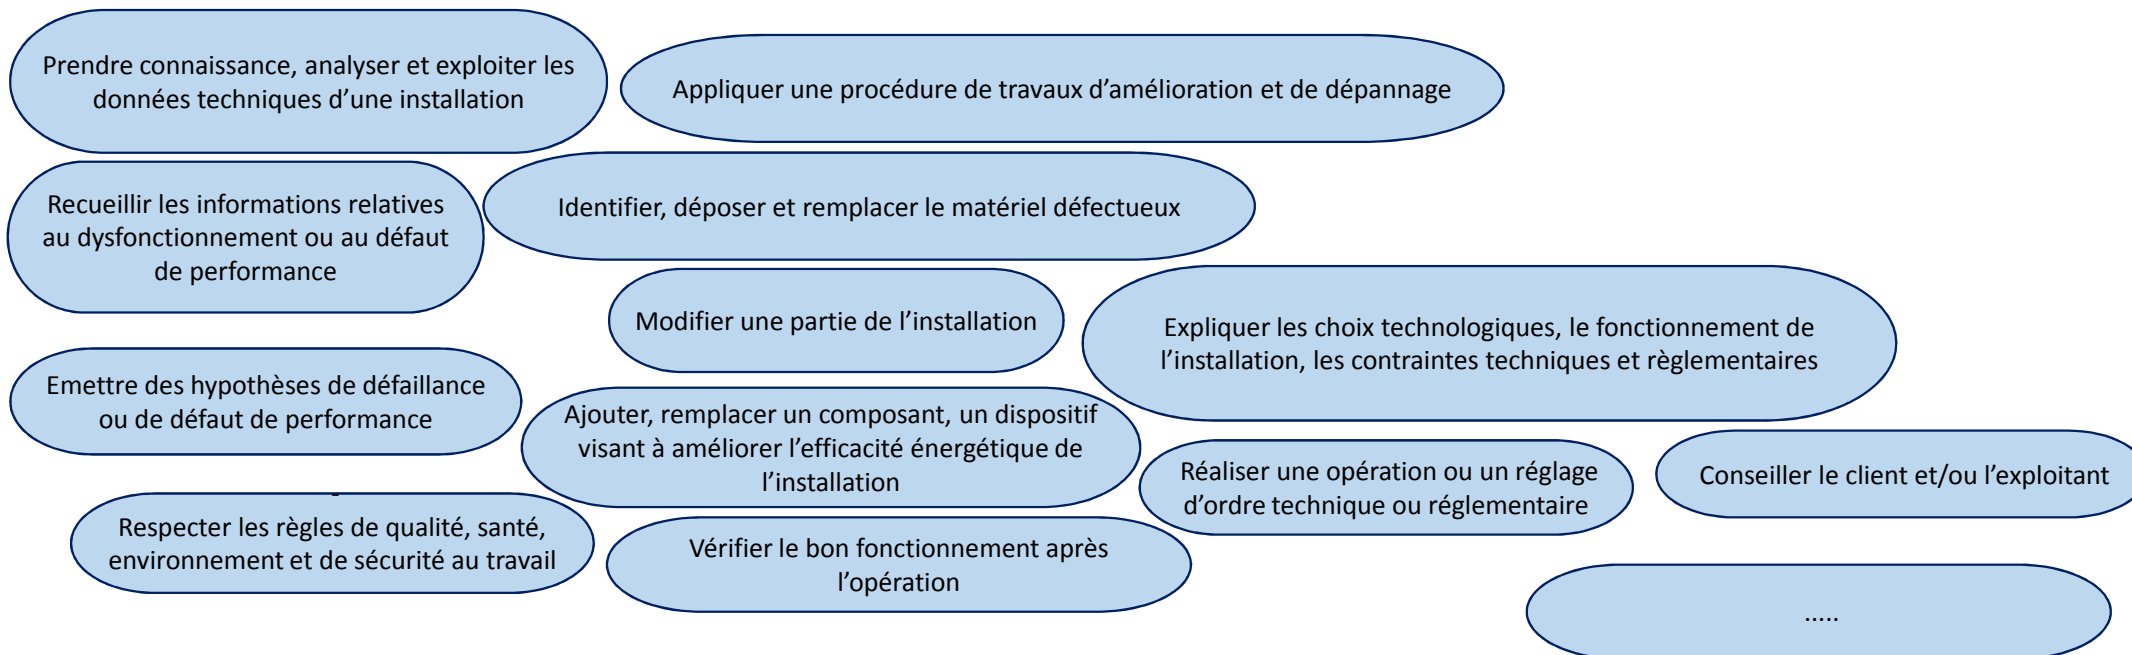 Prendre connaissance, analyser et exploiter les
données techniques d’une installation
Appliquer une procédure de travaux d’amélioration et de dépannage
Recueillir les informations relatives
au dysfonctionnement ou au défaut
de performance
Identifier, déposer et remplacer le matériel défectueux
Modifier une partie de l’installation
Expliquer les choix technologiques, le fonctionnement de
l’installation, les contraintes techniques et règlementaires
Emettre des hypothèses de défaillance
ou de défaut de performance
Ajouter, remplacer un composant, un dispositif
visant à améliorer l’efficacité énergétique de
l’installation
Réaliser une opération ou un réglage
d’ordre technique ou réglementaire
Conseiller le client et/ou l’exploitant
Respecter les règles de qualité, santé,
environnement et de sécurité au travail
Vérifier le bon fonctionnement après
l’opération
.....